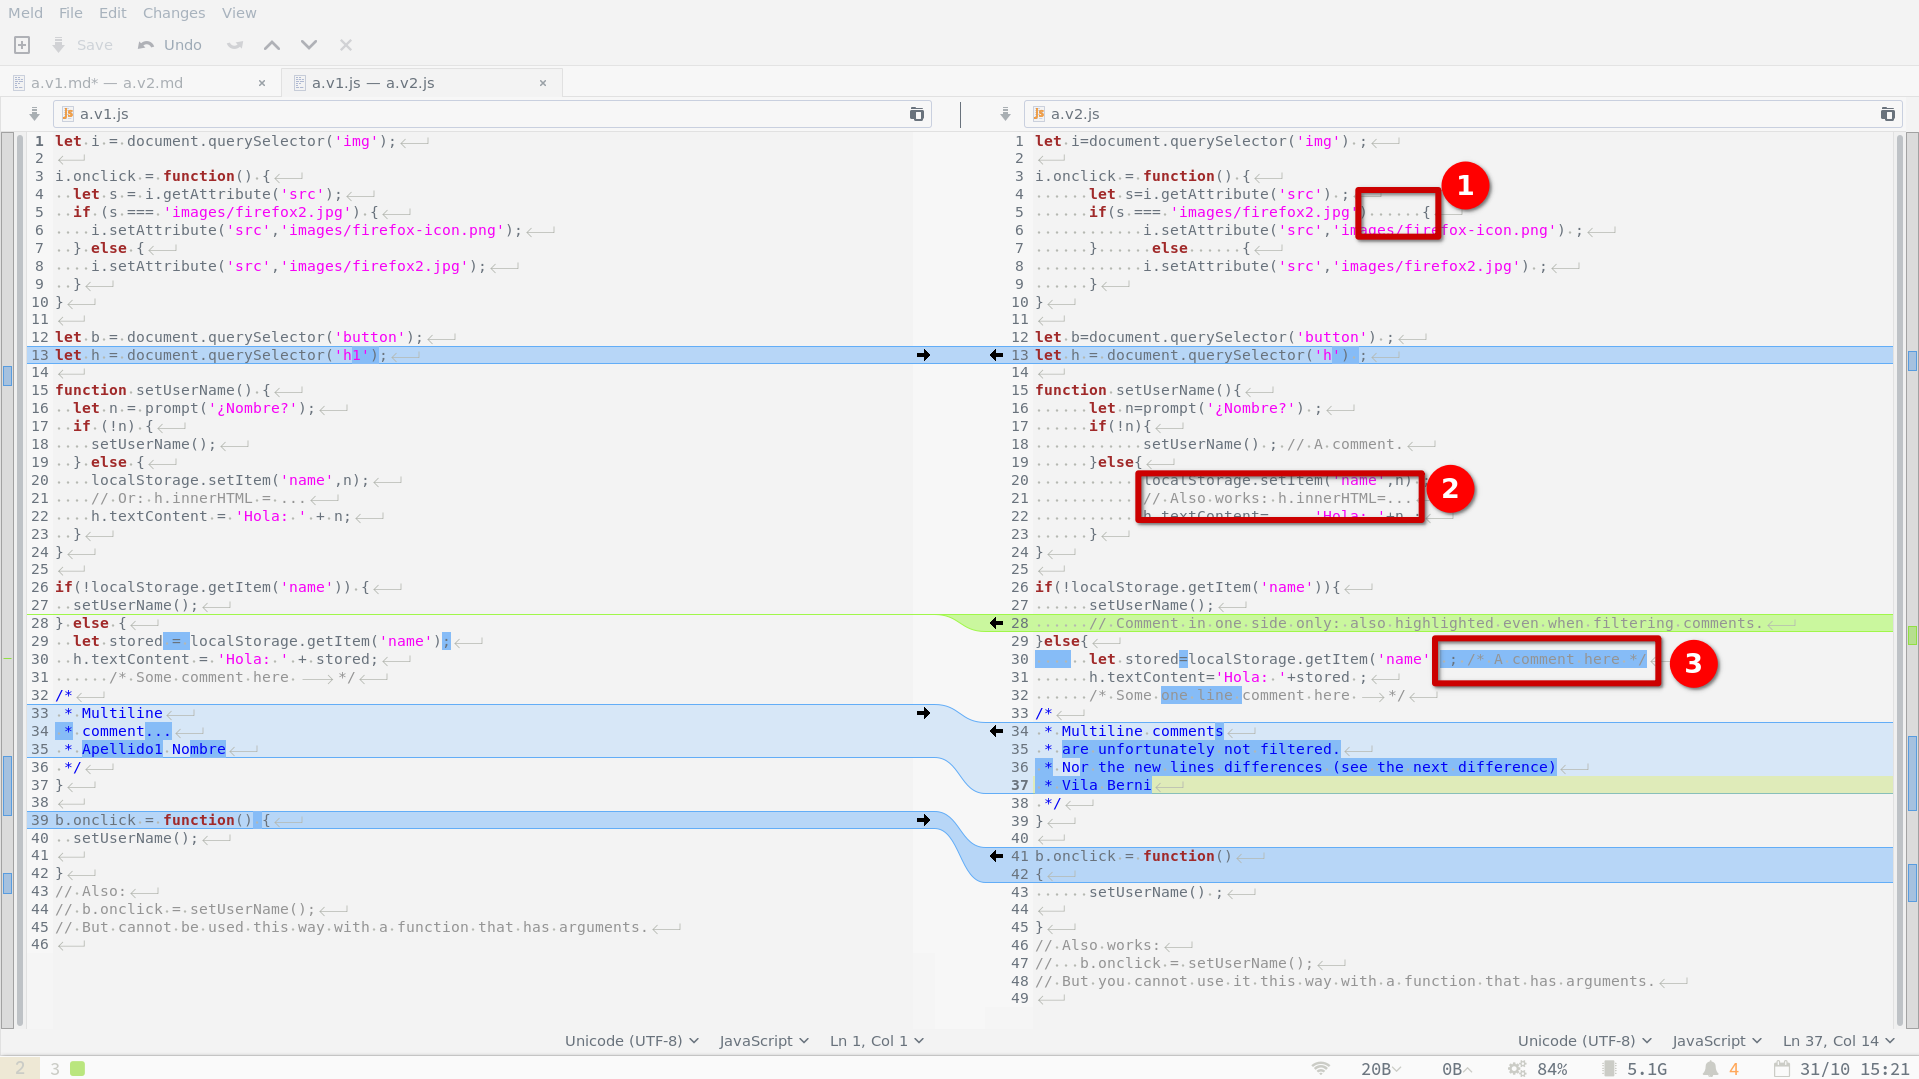 Meld File Edit Changes View
Save Undo
a.v1.md* — a.v2.md × a.v1.js — a.v2.js ×
a.v1.js
1 let i = document.querySelector('img');
2
3 i.onclick = function() {
4 let s = i.getAttribute('src');
5 if (s === 'images/firefox2.jpg') {
6 i.setAttribute('src','images/firefox-icon.png');
7 } else {
8 i.setAttribute('src','images/firefox2.jpg');
9 }
10 }
11
12 let b = document.querySelector('button');
13 let h = document.querySelector('h1');
14
15 function setUserName() {
16 let n = prompt('¿Nombre?');
17 if (!n) {
18 setUserName();
19 } else {
20 localStorage.setItem('name',n);
21 // Or: h.innerHTML = ....
22 h.textContent = 'Hola: ' + n;
23 }
24 }
25
26 if(!localStorage.getItem('name')) {
27 setUserName();
28 } else {
29 let stored = localStorage.getItem('name');
30 h.textContent = 'Hola: ' + stored;
31 /* Some comment here */
32 /*
33 * Multiline
34 * comment...
35 * Apellido1 Nombre
36 */
37 }
38
39 b.onclick = function() {
40 setUserName();
41
42 }
43 // Also:
44 // b.onclick = setUserName();
45 // But cannot be used this way with a function that has arguments.
46
Unicode (UTF-8) JavaScript Ln 1, Col 1
a.v2.js
1 let i=document.querySelector('img') ;
2
3 i.onclick = function() {
4 let s=i.getAttribute('src') ;
5 if(s === 'images/firefox2.jpg') {
1
6 i.setAttribute('src','images/firefox-icon.png') ;
7 } else {
8 i.setAttribute('src','images/firefox2.jpg') ;
9 }
10 }
11
12 let b=document.querySelector('button') ;
13 let h = document.querySelector('h') ;
14
15 function setUserName(){
16 let n=prompt('¿Nombre?') ;
17 if(!n){
18 setUserName() ; // A comment.
19 }else{
20 localStorage.setItem('name',n)
21 // Also works: h.innerHTML=...
2
22 h.textContent= 'Hola: '+n
23 }
24 }
25
26 if(!localStorage.getItem('name')){
27 setUserName();
28 // Comment in one side only: also highlighted even when filtering comments.
29 }else{
30 let stored=localStorage.getItem('name' ; /* A comment here */
3
31 h.textContent='Hola: '+stored ;
32 /* Some one line comment here */
33 /*
34 * Multiline comments
35 * are unfortunately not filtered.
36 * Nor the new lines differences (see the next difference)
37 * Vila Berni
38 */
39 }
40
41 b.onclick = function()
42 {
43 setUserName() ;
44
45 }
46 // Also works:
47 // b.onclick = setUserName();
48 // But you cannot use it this way with a function that has arguments.
49
Unicode (UTF-8) JavaScript Ln 37, Col 14
2 3 20B 0B 84% 5.1G 4 31/10 15:21